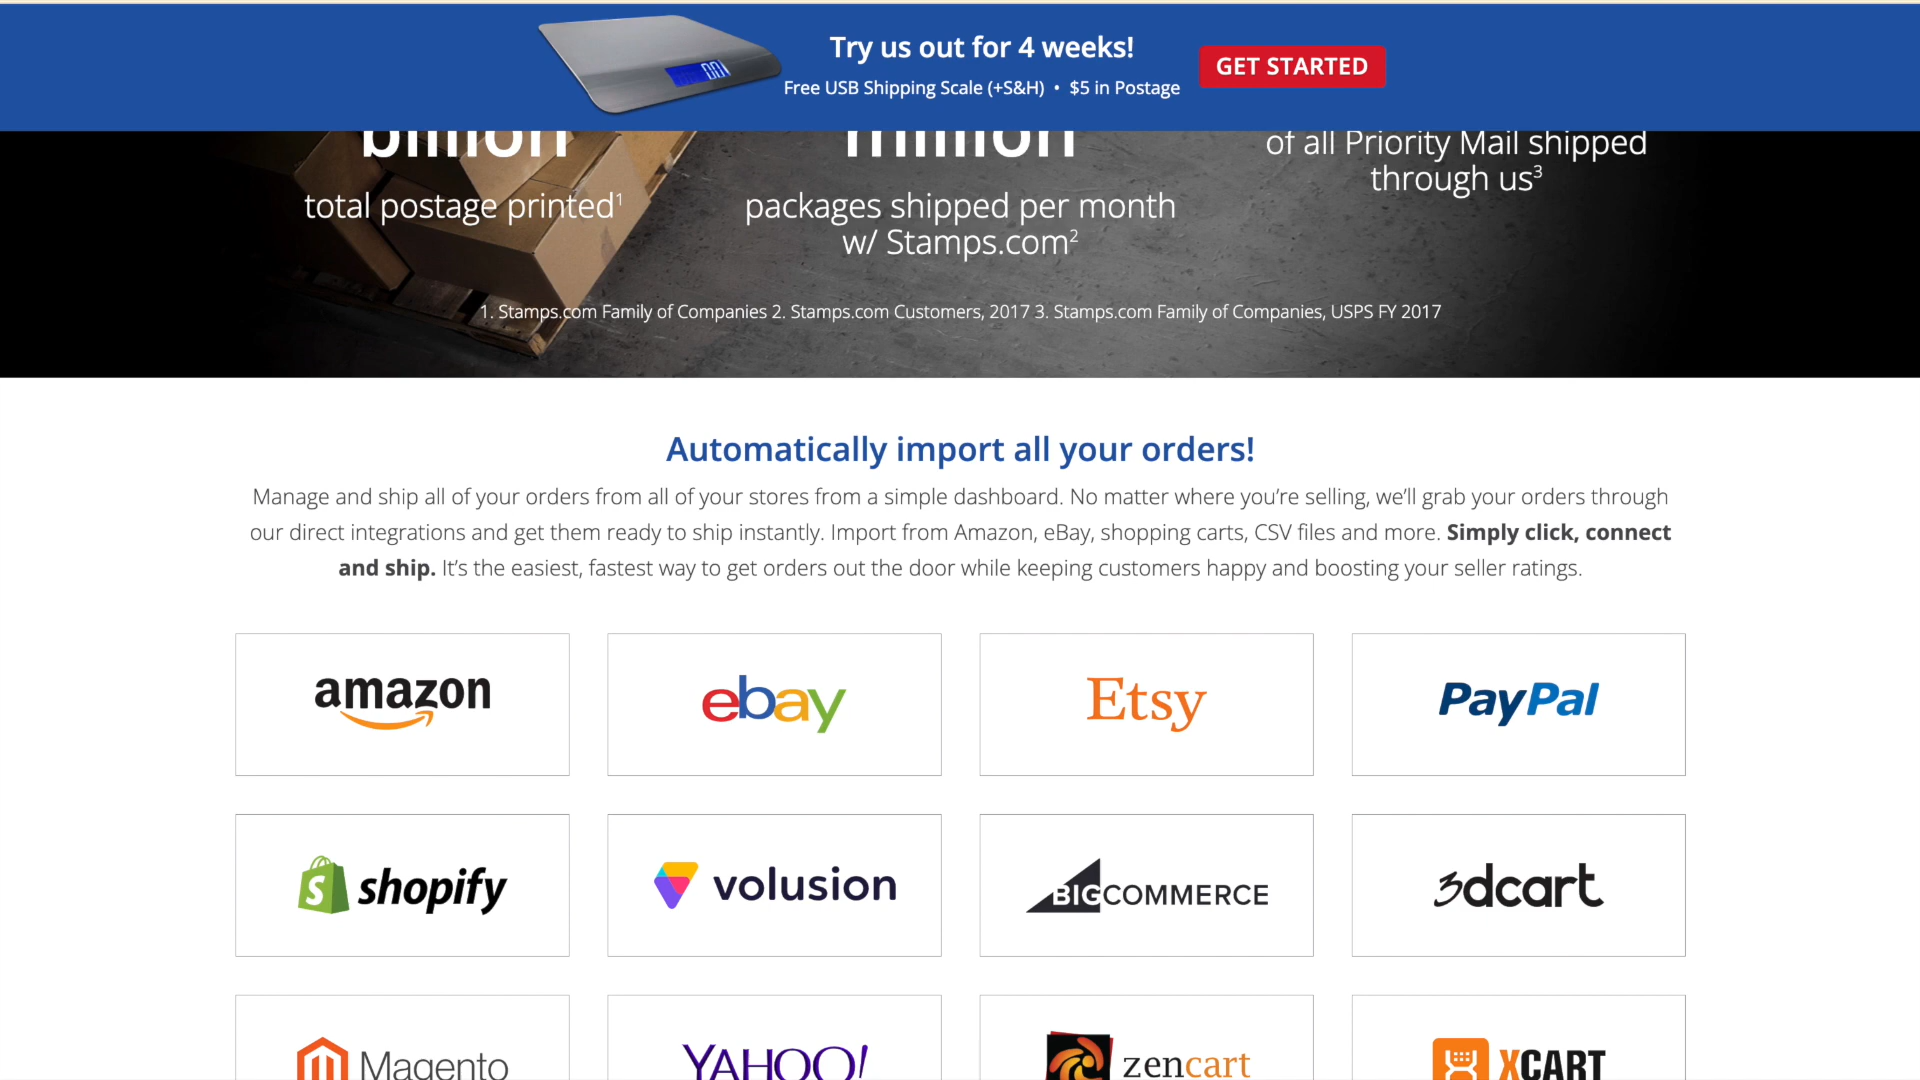 Try us out for 4 weeks!
Free USB Shipping Scale (+S&H) • $5 in Postage
GET STARTED
billion
total postage printed1
million
packages shipped per month
w/ Stamps.com2
of all Priority Mail shipped
through us3
1. Stamps.com Family of Companies 2. Stamps.com Customers, 2017 3. Stamps.com Family of Companies, USPS FY 2017
Automatically import all your orders!
Manage and ship all of your orders from all of your stores from a simple dashboard. No matter where you’re selling, we’ll grab your orders through
our direct integrations and get them ready to ship instantly. Import from Amazon, eBay, shopping carts, CSV files and more. Simply click, connect
and ship. It’s the easiest, fastest way to get orders out the door while keeping customers happy and boosting your seller ratings.
amazon
ebay
Etsy
PayPal
shopify
volusion
BIGCOMMERCE
3dcart
Magento
YAHOO!
zencart
XCART